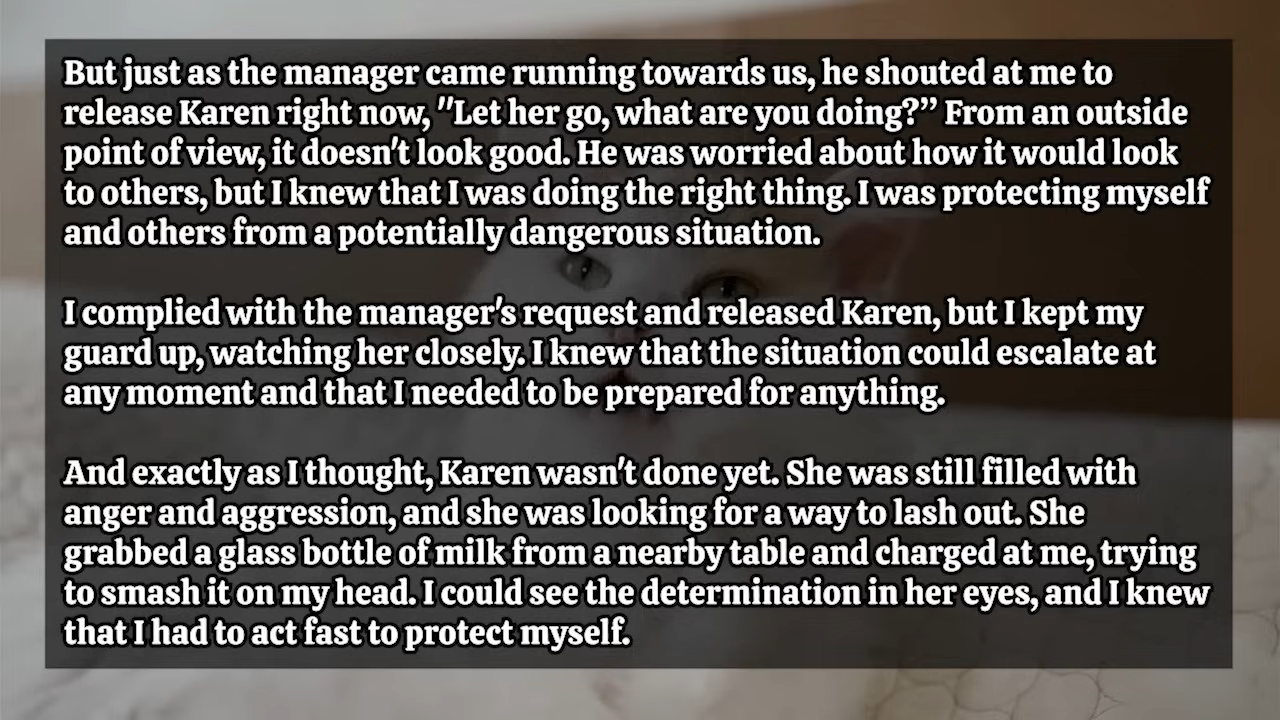 But just as the manager came running towards us, he shouted at me to
release Karen right now, "Let her go, what are you doing?” From an outside
point of view, it doesn't look good. He was worried about how it would look
to others, but I knew that I was doing the right thing. I was protecting myself
and others from a potentially dangerous situation.
I complied with the manager's request and released Karen, but I kept my
guard up, watching her closely. I knew that the situation could escalate at
any moment and that I needed to be prepared for anything.
And exactly as I thought, Karen wasn't done yet. She was still filled with
anger and aggression, and she was looking for a way to lash out. She
grabbed a glass bottle of milk from a nearby table and charged at me, trying
to smash it on my head. I could see the determination in her eyes, and I knew
that I had to act fast to protect myself.